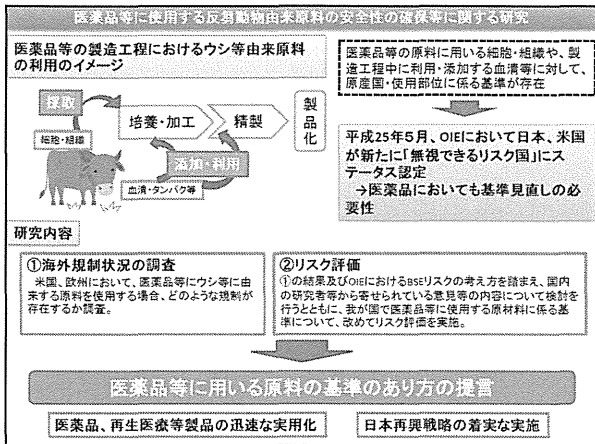 医薬品等に使用する反芻動物由来原料の安全性の確保等に関する研究
医薬品等の製造工程におけるウシ等由来原料
の利用のイメージ
採取
細胞・組織
培養・加工
精製
製品化
添加・利用
血漬・タンパク等
医薬品等の原料に用いる細胞・組織や、製
造工程中に利用・添加する血漬等に対して、
原産国・使用部位に係る基準が存在
平成25年5月、OIEにおいて日本、米国
が新たに「無視できるリスク国」にス
テータス認定
→医薬品においても基準見直しの必
要性
研究内容
①海外規制状況の調査
米国、欧州において、医薬品等にウシ等に由
来する原料を使用する場合、どのような規制が
存在するか調査。
②リスク評価
①の結果及びOIEにおけるBSEリスクの考え方を踏まえ、国内
の研究者等から寄せられている意見等の内容について検討を
行うとともに、我が国で医薬品等に使用する原材料に係る基
準について、改めてリスク評価を実施。
医薬品等に用いる原料の基準のあり方の提言
医薬品、再生医療等製品の迅速な実用化
日本再興戦略の着実な実施